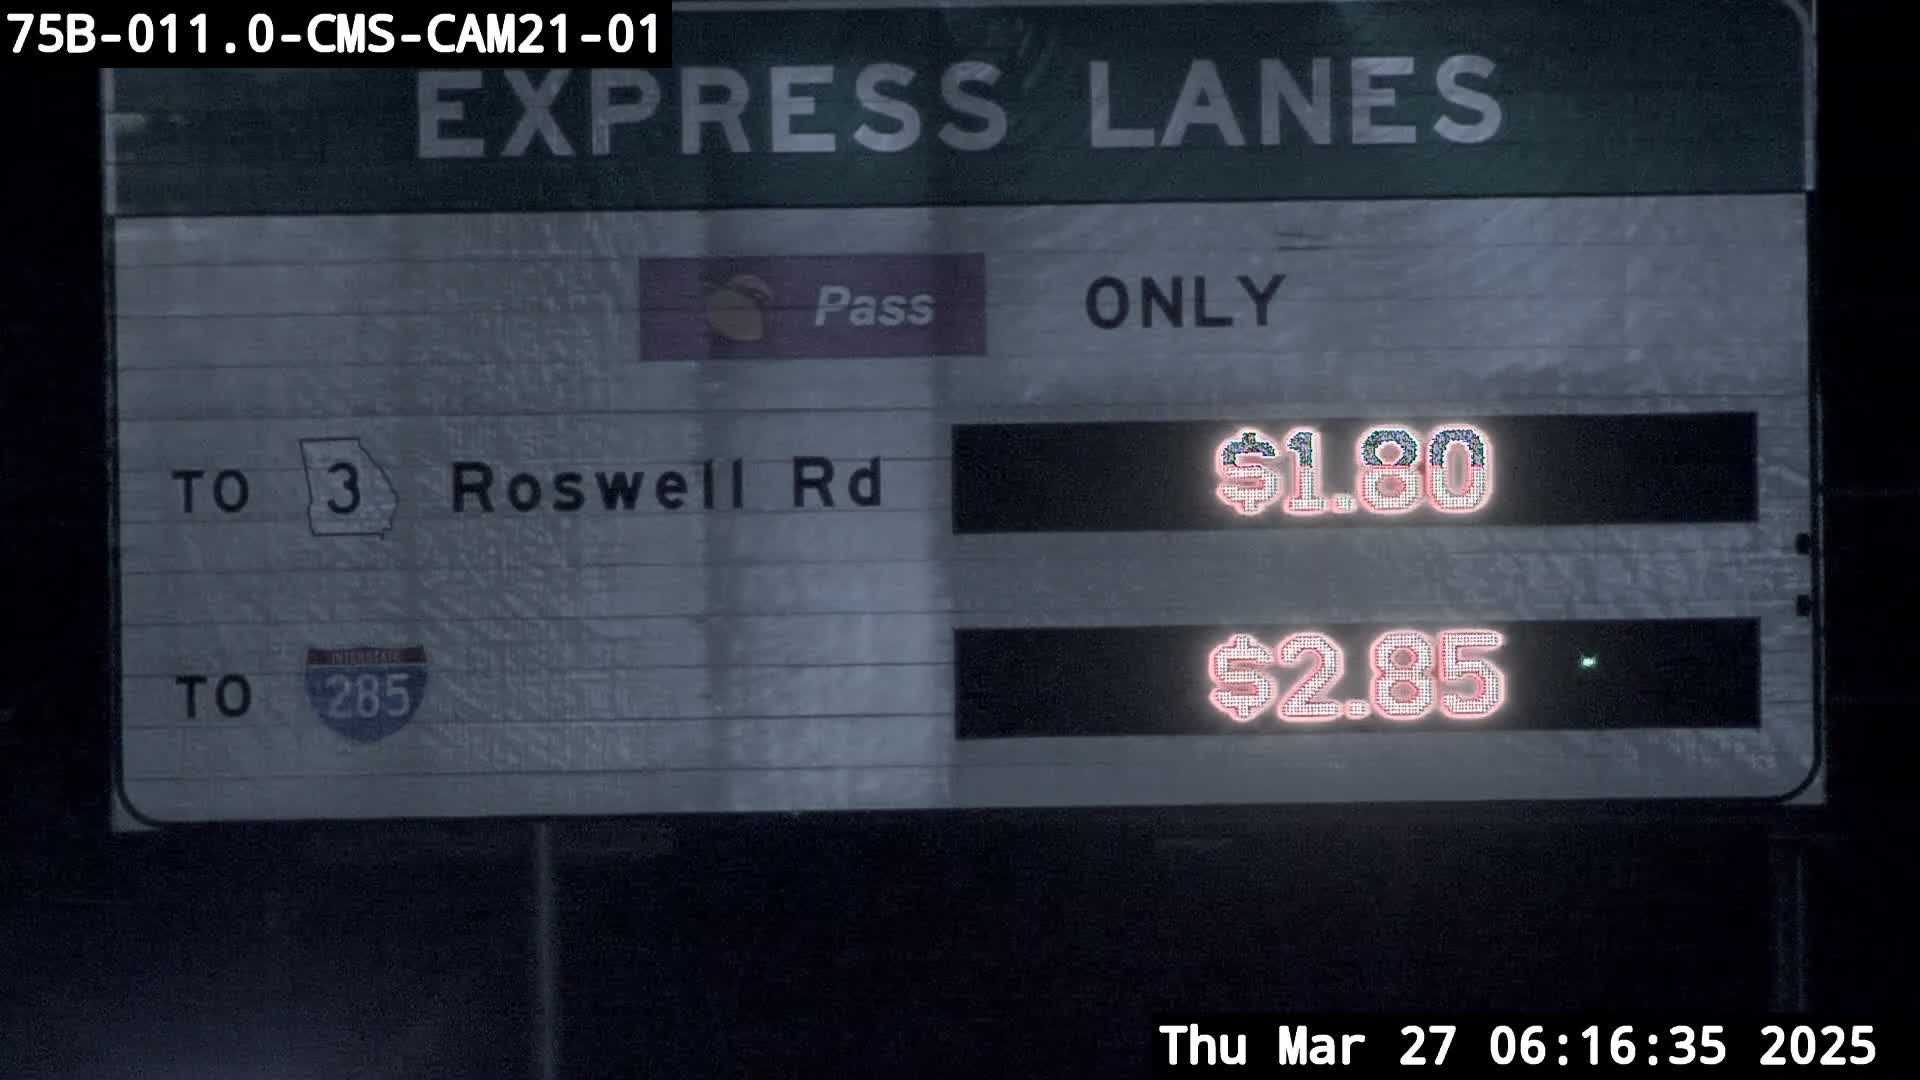 75B-011.0-CMS-CAM21-01
EXPRESS LANES
Pass ONLY
TO 3 Roswell Rd $1.80
TO INTERSTATE 285 $2.85
Thu Mar 27 06:16:35 2025